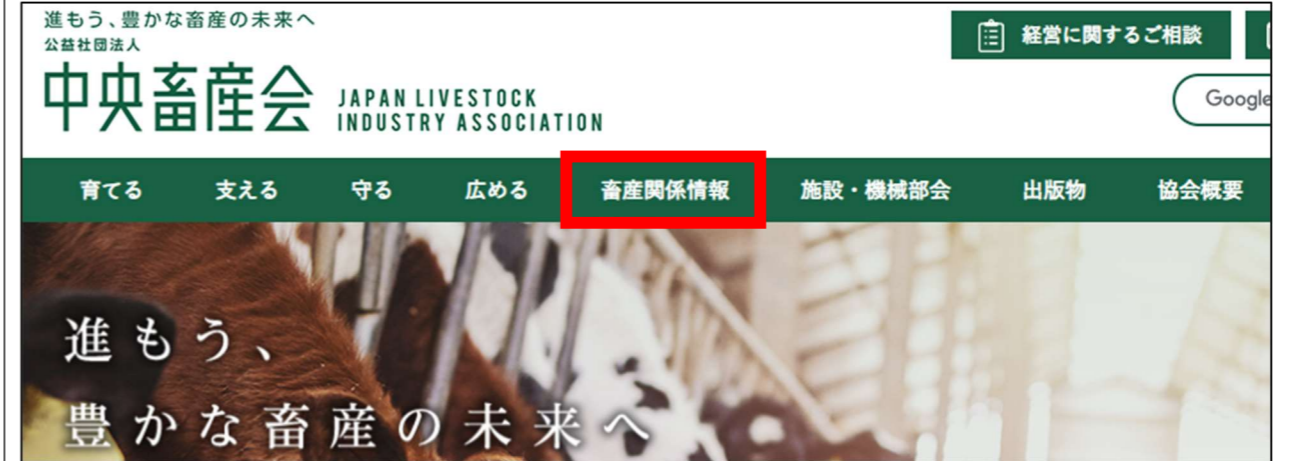 進もう、豊かな畜産の未来へ
公益社団法人
中央畜産会
JAPAN LIVESTOCK
INDUSTRY ASSOCIATION
経営に関するご相談
Google
育てる 支える 守る 広める 畜産関係情報 施設・機械部会 出版物 協会概要
進もう、
豊かな畜産の未来へ